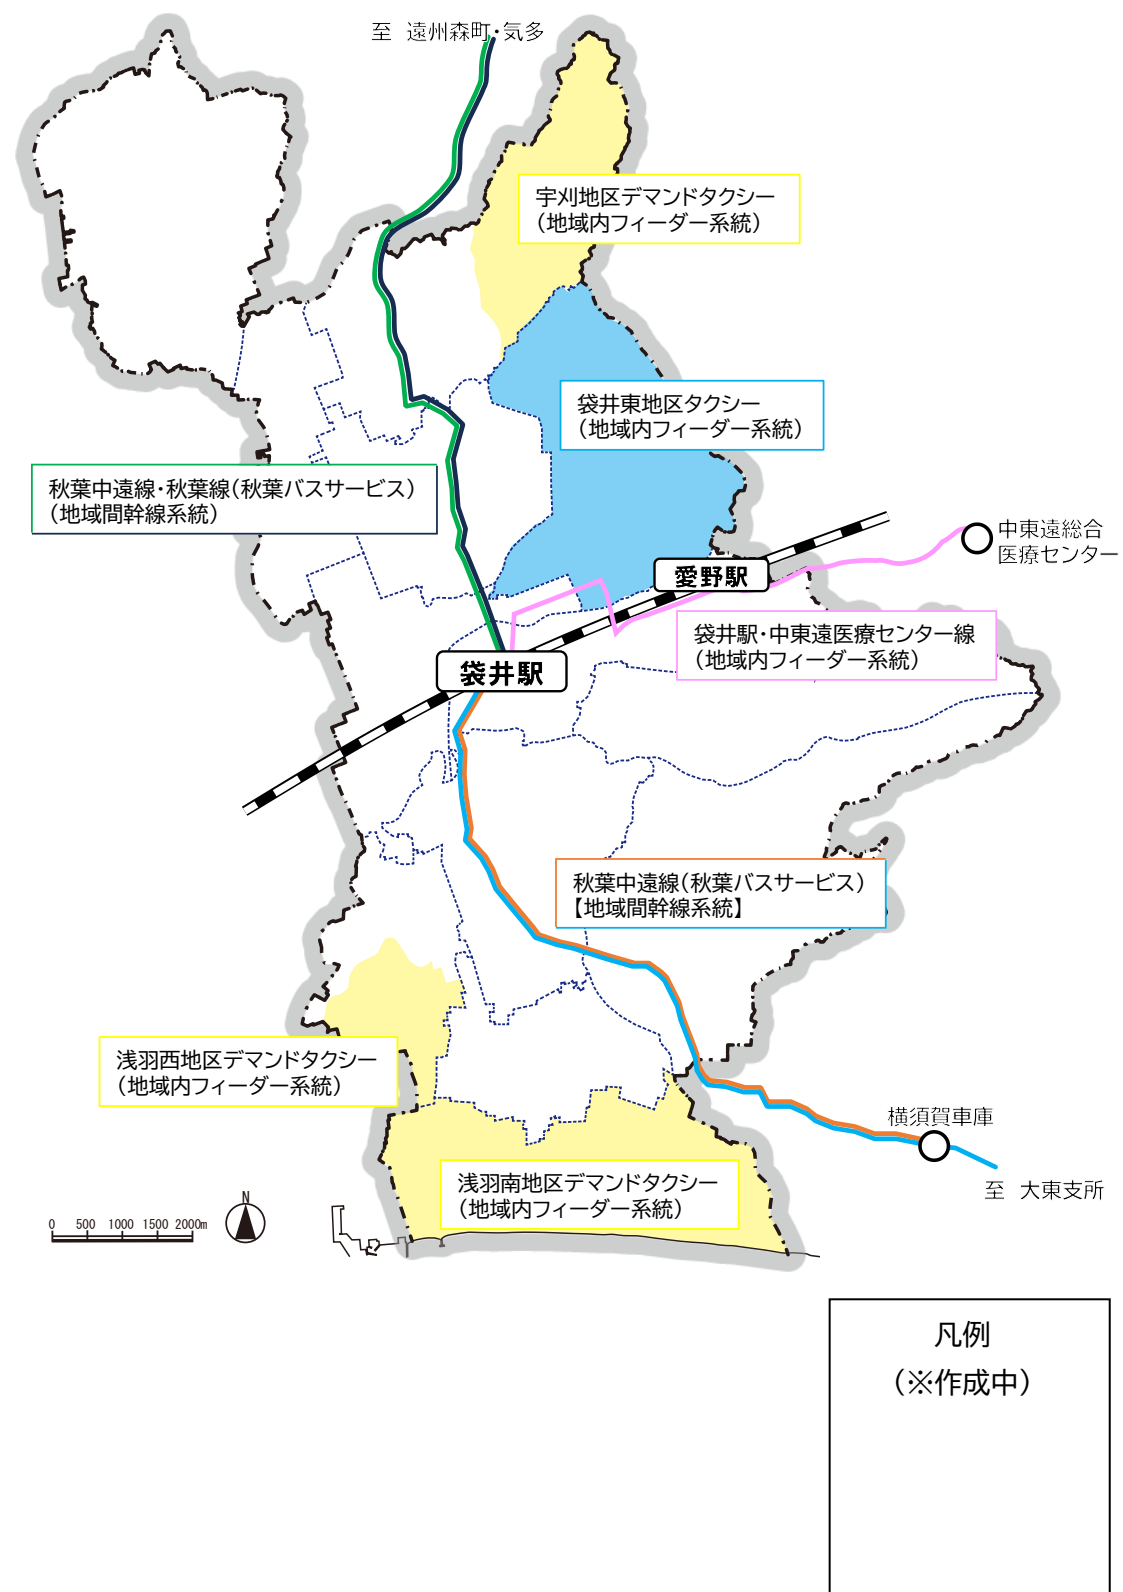 至 遠州森町・気多
宇刈地区デマンドタクシー
（地域内フィーダー系統）
袋井東地区タクシー
（地域内フィーダー系統）
秋葉中遠線・秋葉線（秋葉バスサービス）
（地域間幹線系統）
中東遠総合
医療センター
愛野駅
袋井駅・中東遠医療センター線
（地域内フィーダー系統）
袋井駅
秋葉中遠線（秋葉バスサービス）
【地域間幹線系統】
浅羽西地区デマンドタクシー
（地域内フィーダー系統）
横須賀車庫
浅羽南地区デマンドタクシー
（地域内フィーダー系統）
至 大東支所
N
0 500 1000 1500 2000m
凡例
（※作成中）